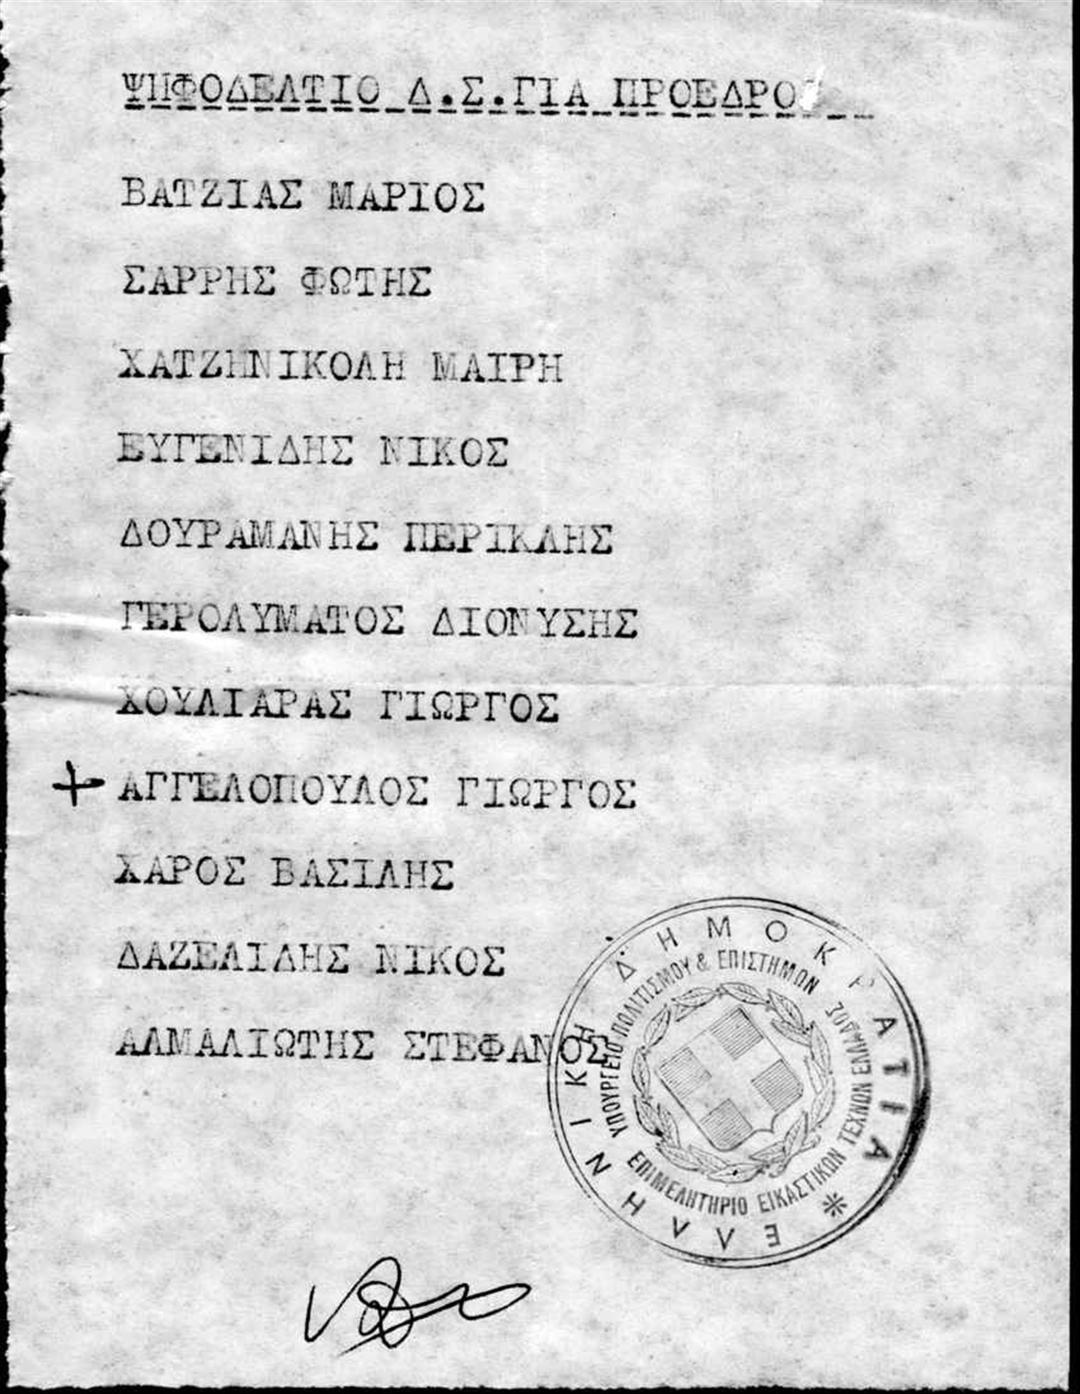 ΨΗΦΟΔΕΛΤΙΟ Δ.Σ.ΓΙΑ ΠΡΟΕΔΡΟ
ΒΑΤΖΙΑΣ ΜΑΡΙΟΣ
ΣΑΡΡΗΣ ΦΩΤΗΣ
ΧΑΤΖΗΝΙΚΟΛΗ ΜΑΙΡΗ
ΕΥΓΕΝΙΔΗΣ ΝΙΚΟΣ
ΔΟΥΡΑΜΑΝΗΣ ΠΕΡΙΚΛΗΣ
ΓΕΡΟΛΥΜΑΤΟΣ ΔΙΟΝΥΣΗΣ
ΧΟΥΛΙΑΡΑΣ ΓΙΩΡΓΟΣ
+ ΑΓΓΕΛΟΠΟΥΛΟΣ ΓΙΩΡΓΟΣ
ΧΑΡΟΣ ΒΑΣΙΛΗΣ
ΔΑΖΕΛΙΔΗΣ ΝΙΚΟΣ
ΑΛΜΑΛΙΩΤΗΣ ΣΤΕΦΑΝΟΣ
ΕΛΛΗΝΙΚΗ ΔΗΜΟΚΡΑΤΙΑ
ΥΠΟΥΡΓΕΙΟ ΠΟΛΙΤΙΣΜΟΥ & ΕΠΙΣΤΗΜΩΝ
ΕΠΙΜΕΛΗΤΗΡΙΟ ΕΙΚΑΣΤΙΚΩΝ ΤΕΧΝΩΝ ΕΛΛΑΔΟΣ